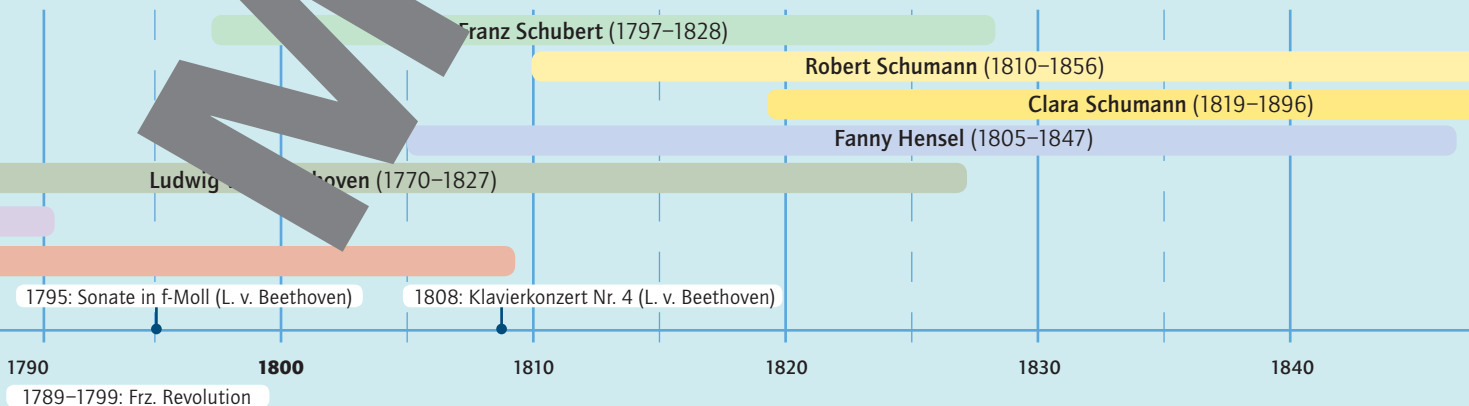 Franz Schubert (1797–1828)
Robert Schumann (1810–1856)
Clara Schumann (1819–1896)
Fanny Hensel (1805–1847)
Ludwig hoven (1770–1827)
1795: Sonate in f-Moll (L. v. Beethoven)
1808: Klavierkonzert Nr. 4 (L. v. Beethoven)
1790
1800
1810
1820
1830
1840
1789–1799: Frz. Revolution